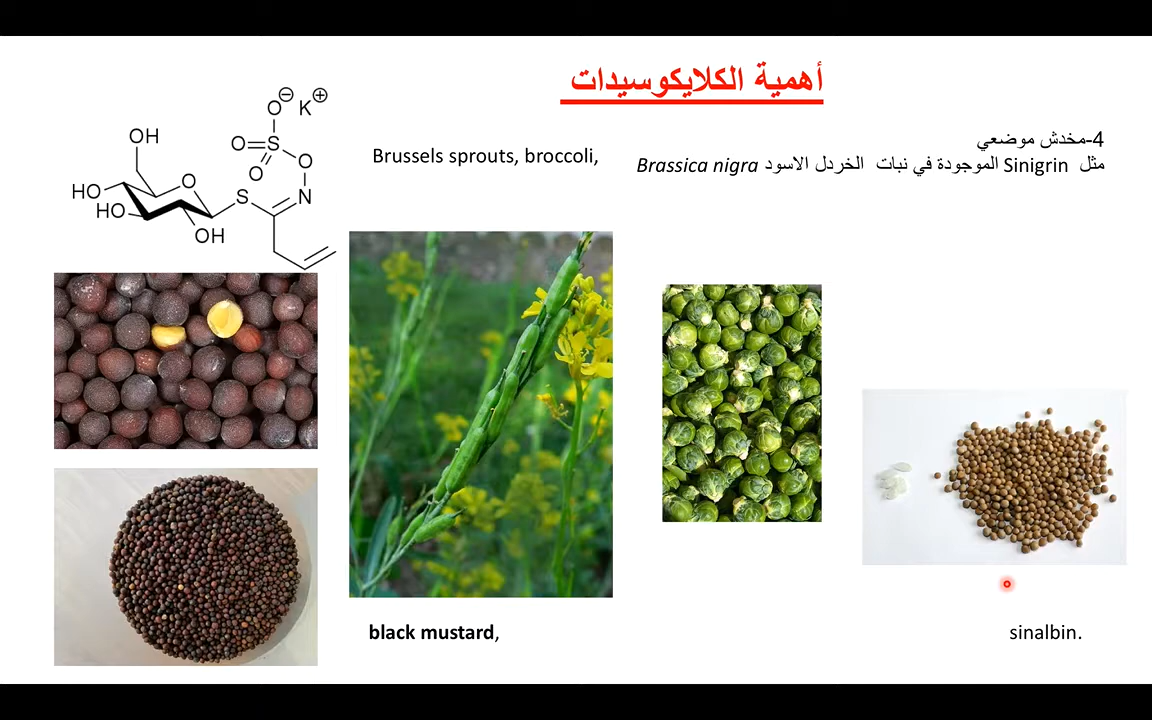 أهمية الكلايكوسيدات
4-مخدش موضعي
مثل Sinigrin الموجودة في نبات الخردل الاسود Brassica nigra
Brussels sprouts, broccoli,
O⊖ K⊕
OH
O
S
O
O
O
HO
S
N
HO
OH
black mustard,
sinalbin.